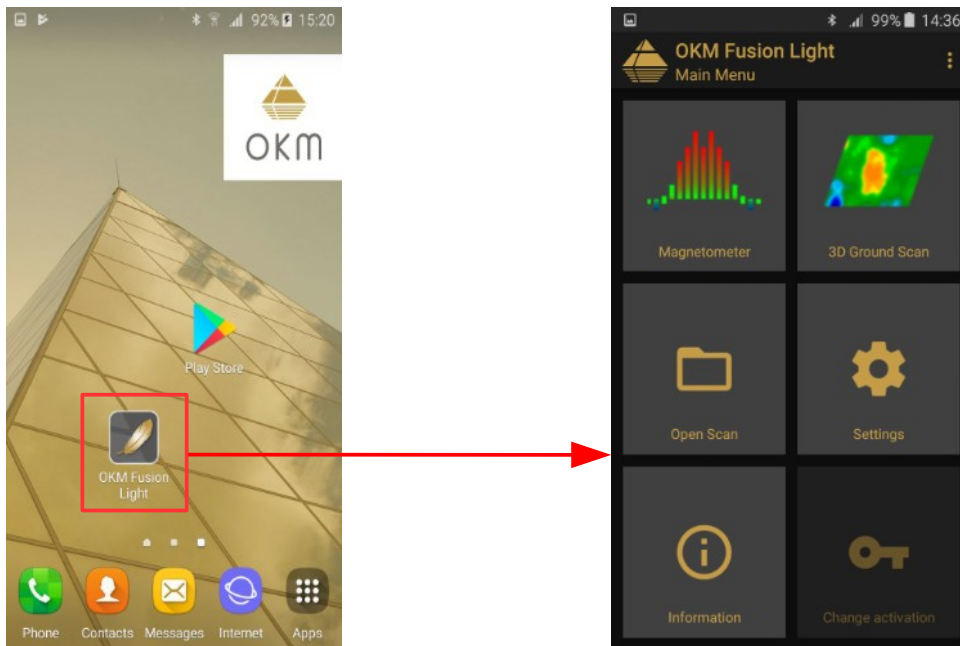 92% 15:20
OKM
Play Store
OKM Fusion
Light
Phone Contacts Messages Internet Apps
99% 14:36
OKM Fusion Light
Main Menu
Magnetometer 3D Ground Scan
Open Scan Settings
Information Change activation